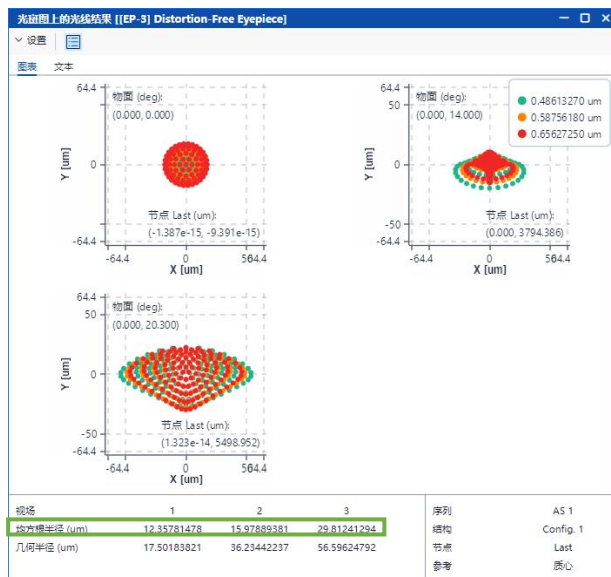 光斑图上的光线结果 [[EP-3] Distortion-Free Eyepiece]
设置
图表 文本
64.4
0
-64.4
Y [um]
物面 (deg):
(0.000, 0.000)
节点 Last (um):
(-1.387e-15, -9.391e-15)
-64.4 0 50 64.4
X [um]
64.4
50
0
-50
-64.4
Y [um]
物面 (deg):
(0.000, 14.000)
0.48613270 um
0.58756180 um
0.65627250 um
节点 Last (um):
(0.000, 3794.386)
-64.4 0 50 64.4
X [um]
64.4
50
0
-50
-64.4
Y [um]
物面 (deg):
(0.000, 20.300)
节点 Last (um):
(1.323e-14, 5498.952)
-64.4 0 50 64.4
X [um]
视场 1 2 3
均方根半径 (um) 12.35781478 15.97889381 29.81241294
几何半径 (um) 17.50183821 36.23442237 56.59624792
序列 AS 1
结构 Config. 1
节点 Last
参考 质心